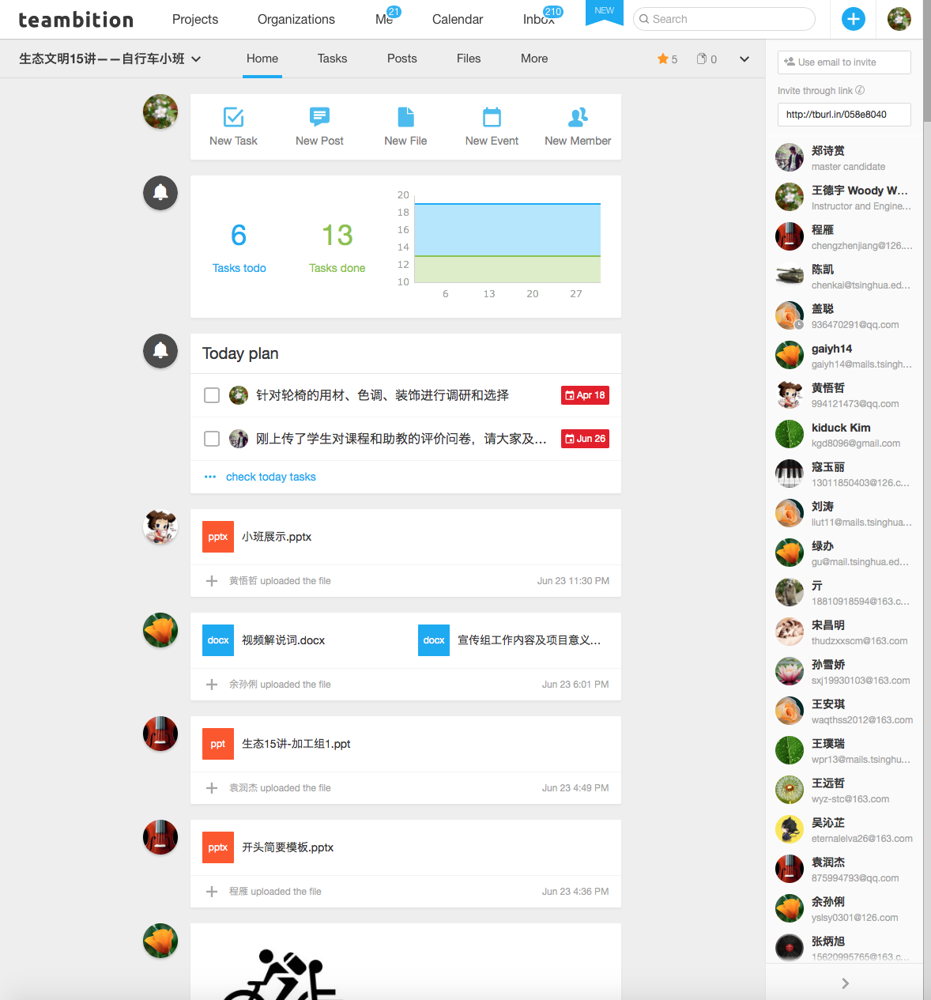 teambition
Projects
Organizations
Me
21
Calendar
Inbox
210
NEW
Search
生态文明15讲——自行车小班
Home
Tasks
Posts
Files
More
5
0
New Task
New Post
New File
New Event
New Member
6
Tasks todo
13
Tasks done
20
18
16
14
12
10
6 13 20 27
Today plan
针对轮椅的用材、色调、装饰进行调研和选择
Apr 18
刚上传了学生对课程和助教的评价问卷，请大家及...
Jun 26
check today tasks
pptx
小班展示.pptx
黄悟哲 uploaded the file
Jun 23 11:30 PM
docx
视频解说词.docx
docx
宣传组工作内容及项目意义...
余孙俐 uploaded the file
Jun 23 6:01 PM
ppt
生态15讲-加工组1.ppt
袁润杰 uploaded the file
Jun 23 4:49 PM
pptx
开头简要模板.pptx
程雁 uploaded the file
Jun 23 4:36 PM
Use email to invite
Invite through link
http://tburl.in/058e8040
郑诗赏
master candidate
王德宇 Woody W...
Instructor and Engine...
程雁
chengzhenjiang@126....
陈凯
chenkai@tsinghua.ed...
盖聪
936470291@qq.com
gaiyh14
gaiyh14@mails.tsingh...
黄悟哲
994121473@qq.com
kiduck Kim
kgd8096@gmail.com
寇玉丽
13011850403@126.c...
刘涛
liut11@mails.tsinghua...
绿办
gu@mail.tsinghua.ed...
亓
18810918594@163.c...
宋昌明
thudzxxscm@163.com
孙雪娇
sxj19930103@163.com
王安琪
waqthss2012@163.com
王璞瑞
wpr13@mails.tsinghu...
王远哲
wyz-stc@163.com
吴沁芷
eternalelva26@163.com
袁润杰
875994793@qq.com
余孙俐
yslsy0301@126.com
张炳旭
15620995765@163.c...